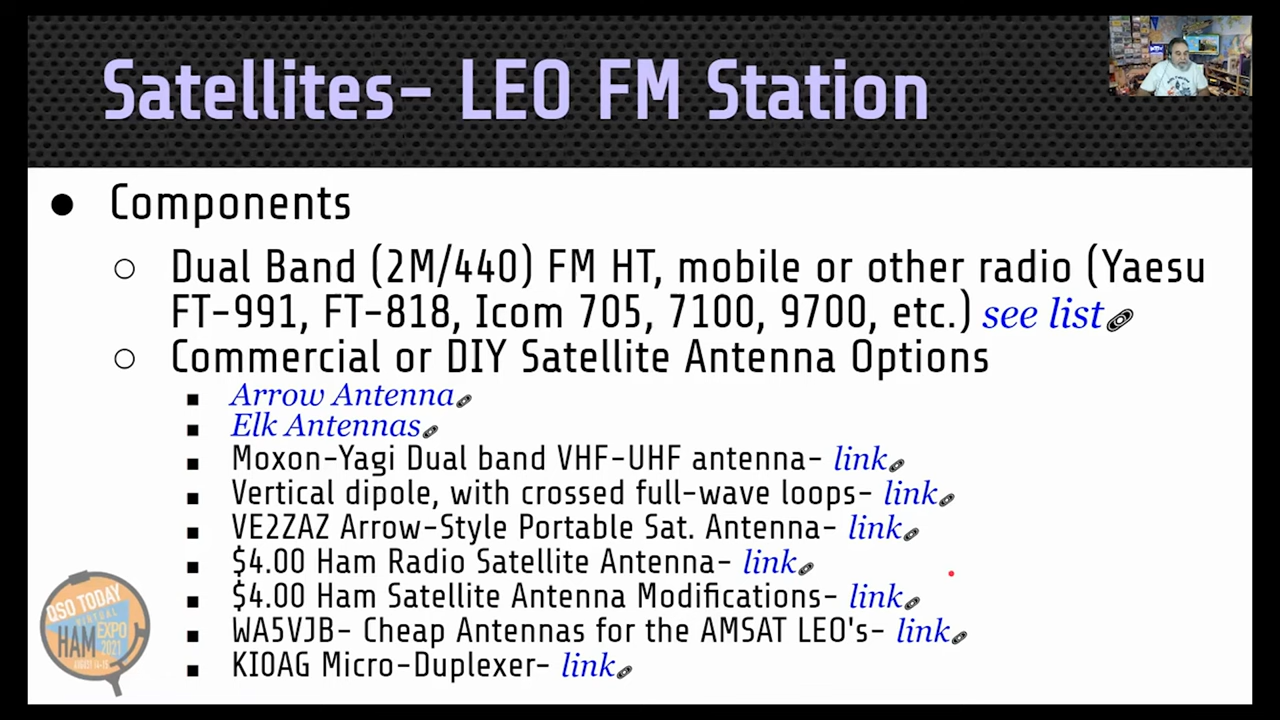 Satellites- LEO FM Station
● Components
○ Dual Band (2M/440) FM HT, mobile or other radio (Yaesu
FT-991, FT-818, Icom 705, 7100, 9700, etc.) see list
○ Commercial or DIY Satellite Antenna Options
■ Arrow Antenna
■ Elk Antennas
■ Moxon-Yagi Dual band VHF-UHF antenna- link
■ Vertical dipole, with crossed full-wave loops- link
■ VE2ZAZ Arrow-Style Portable Sat. Antenna- link
■ $4.00 Ham Radio Satellite Antenna- link
■ $4.00 Ham Satellite Antenna Modifications- link
■ WA5VJB- Cheap Antennas for the AMSAT LEO's- link
■ KI0AG Micro-Duplexer- link
QSO TODAY
VIRTUAL
HAM EXPO
2021